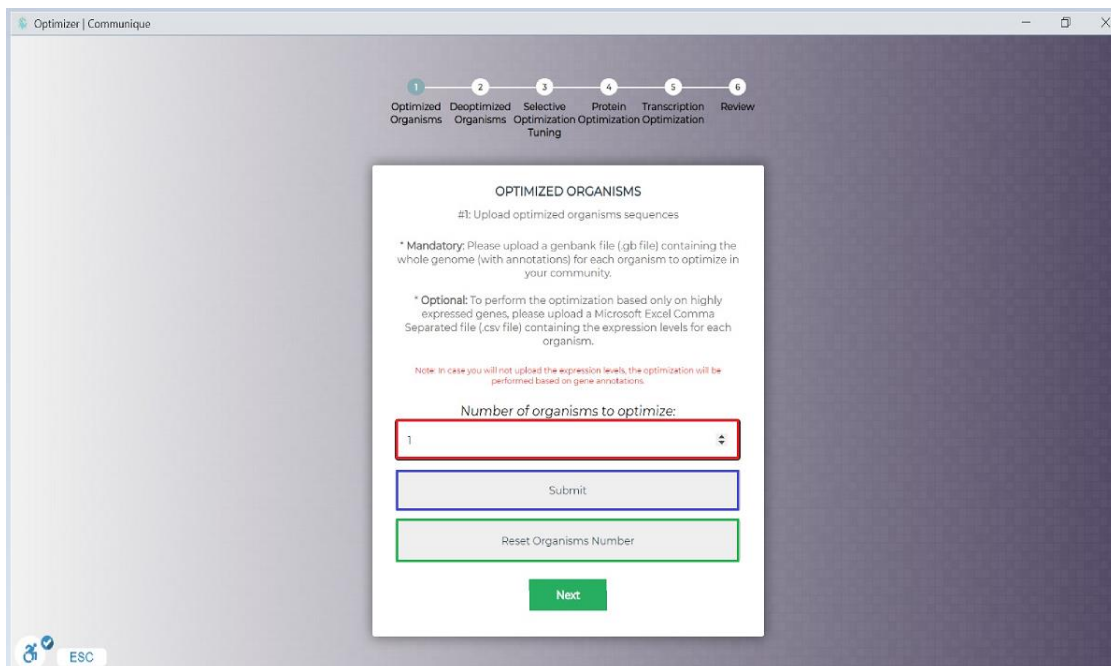 Optimizer | Communique
1 2 3 4 5 6
Optimized Deoptimized Selective Protein Transcription Review
Organisms Organisms Optimization Optimization Optimization
Tuning
OPTIMIZED ORGANISMS
#1: Upload optimized organisms sequences
* Mandatory: Please upload a genbank file (.gb file) containing the
whole genome (with annotations) for each organism to optimize in
your community.
* Optional: To perform the optimization based only on highly
expressed genes, please upload a Microsoft Excel Comma
Separated file (.csv file) containing the expression levels for each
organism.
Note: In case you will not upload the expression levels, the optimization will be
performed based on gene annotations.
Number of organisms to optimize:
1
Submit
Reset Organisms Number
Next
ESC